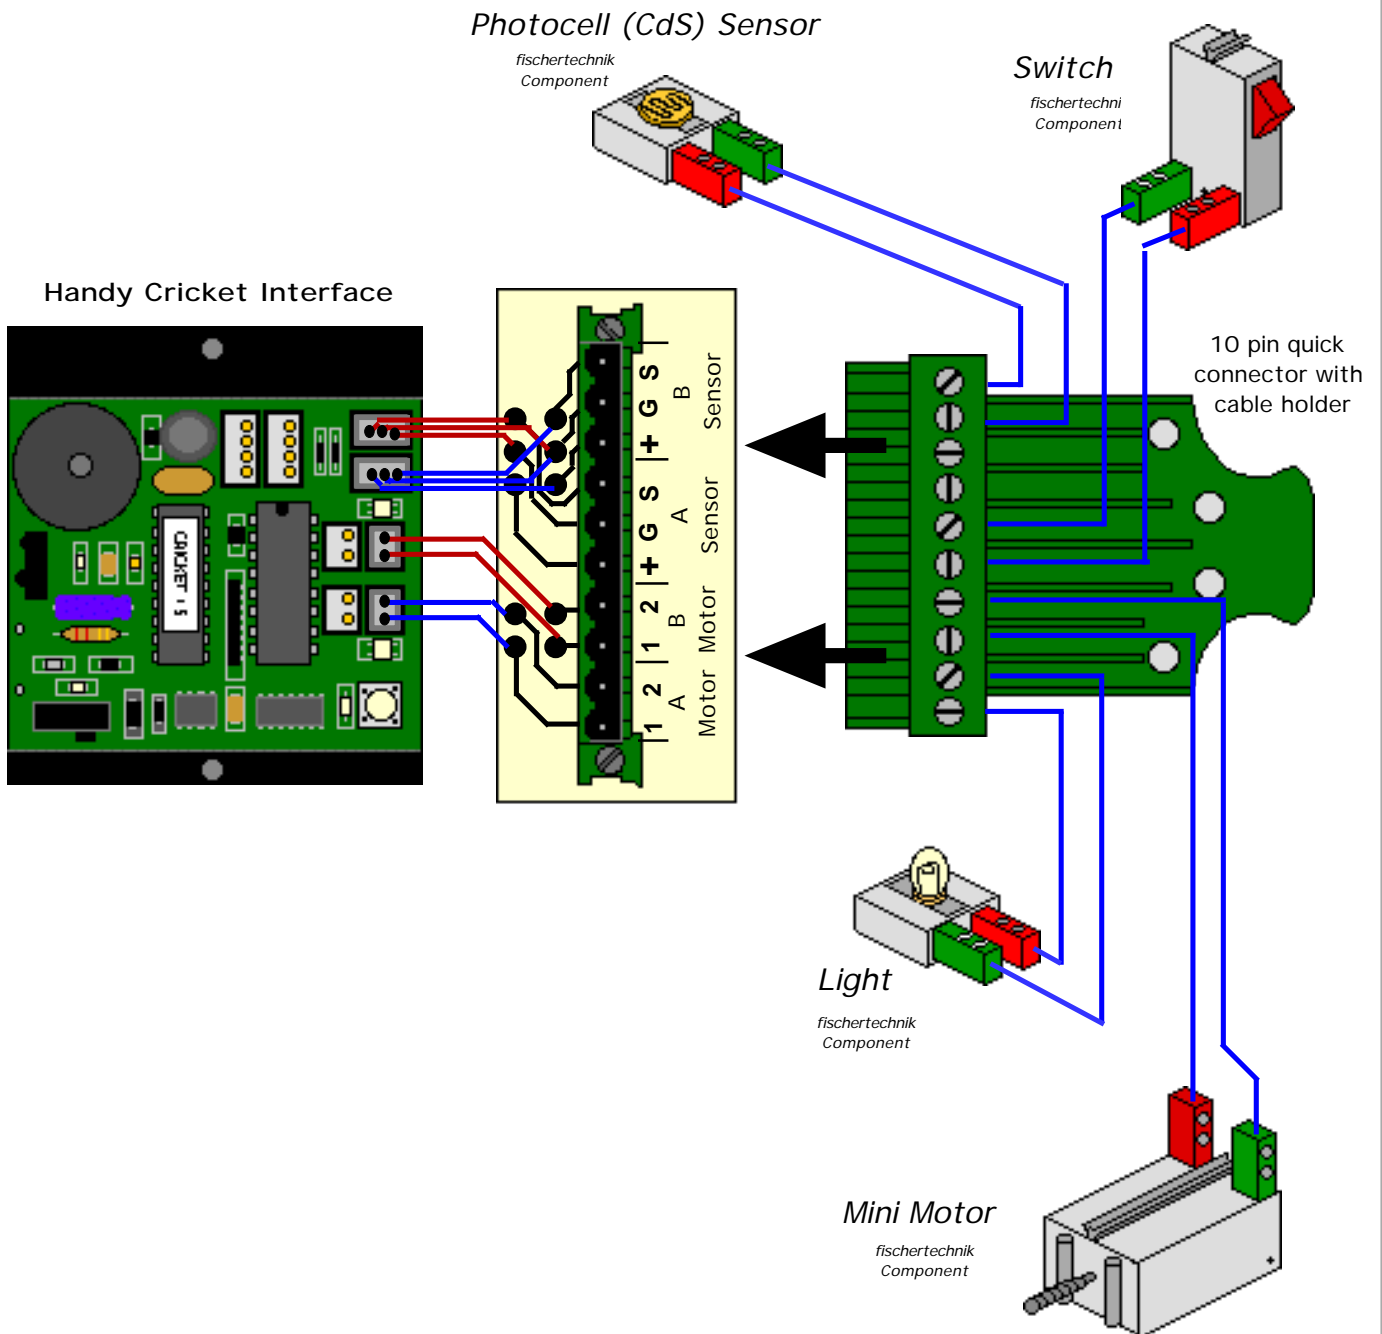 Photocell (CdS) Sensor
fischertechnik
Component
Switch
fischertechni
Component
Handy Cricket Interface
10 pin quick
connector with
cable holder
CRICKET 1 5
+ G S
B
Sensor
+ G S
A
Sensor
1 2
B
Motor
1 2
A
Motor
Light
fischertechnik
Component
Mini Motor
fischertechnik
Component